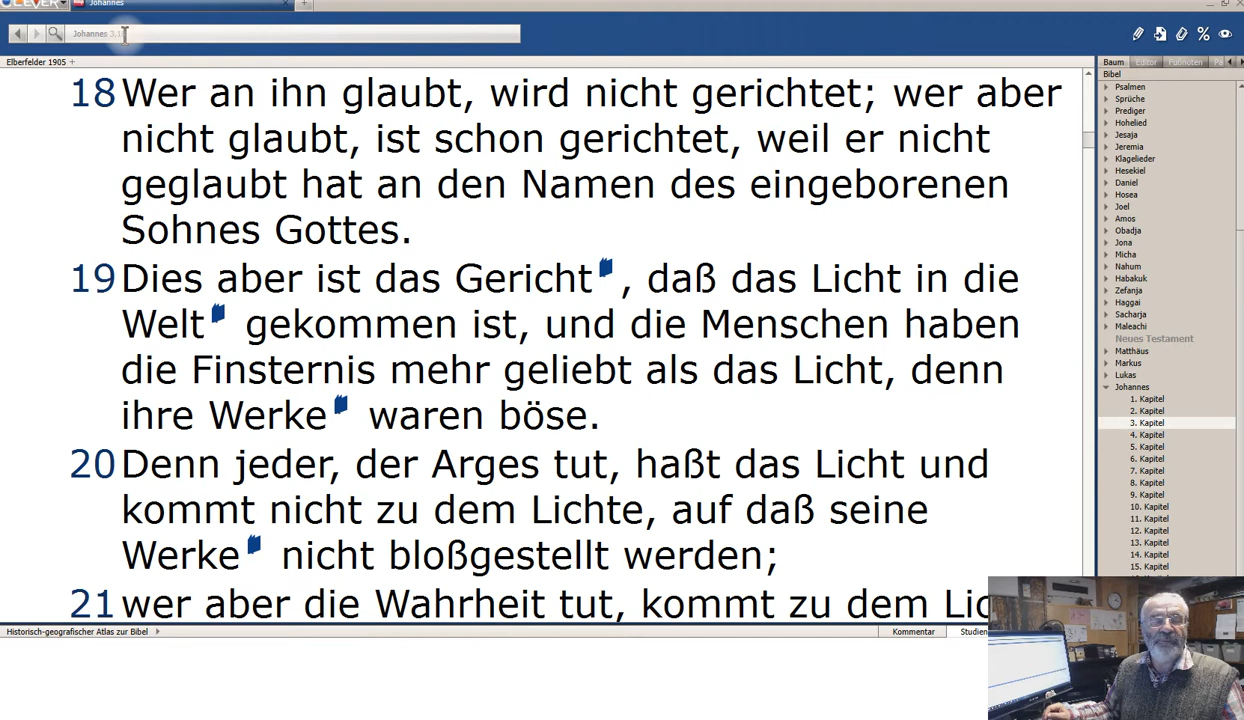 CLEVER
Johannes
Johannes 3,1
Elberfelder 1905
18 Wer an ihn glaubt, wird nicht gerichtet; wer aber
nicht glaubt, ist schon gerichtet, weil er nicht
geglaubt hat an den Namen des eingeborenen
Sohnes Gottes.
19 Dies aber ist das Gericht, daß das Licht in die
Welt gekommen ist, und die Menschen haben
die Finsternis mehr geliebt als das Licht, denn
ihre Werke waren böse.
20 Denn jeder, der Arges tut, haßt das Licht und
kommt nicht zu dem Lichte, auf daß seine
Werke nicht bloßgestellt werden;
21 wer aber die Wahrheit tut, kommt zu dem
Historisch-geografischer Atlas zur Bibel
Kommentar
Studien
Baum Editor Fußnoten
Bibel
Psalmen
Sprüche
Prediger
Hohelied
Jesaja
Jeremia
Klagelieder
Hesekiel
Daniel
Hosea
Joel
Amos
Obadja
Jona
Micha
Nahum
Habakuk
Zefanja
Haggai
Sacharja
Maleachi
Neues Testament
Matthäus
Markus
Lukas
Johannes
1. Kapitel
2. Kapitel
3. Kapitel
4. Kapitel
5. Kapitel
6. Kapitel
7. Kapitel
8. Kapitel
9. Kapitel
10. Kapitel
11. Kapitel
12. Kapitel
13. Kapitel
14. Kapitel
15. Kapitel